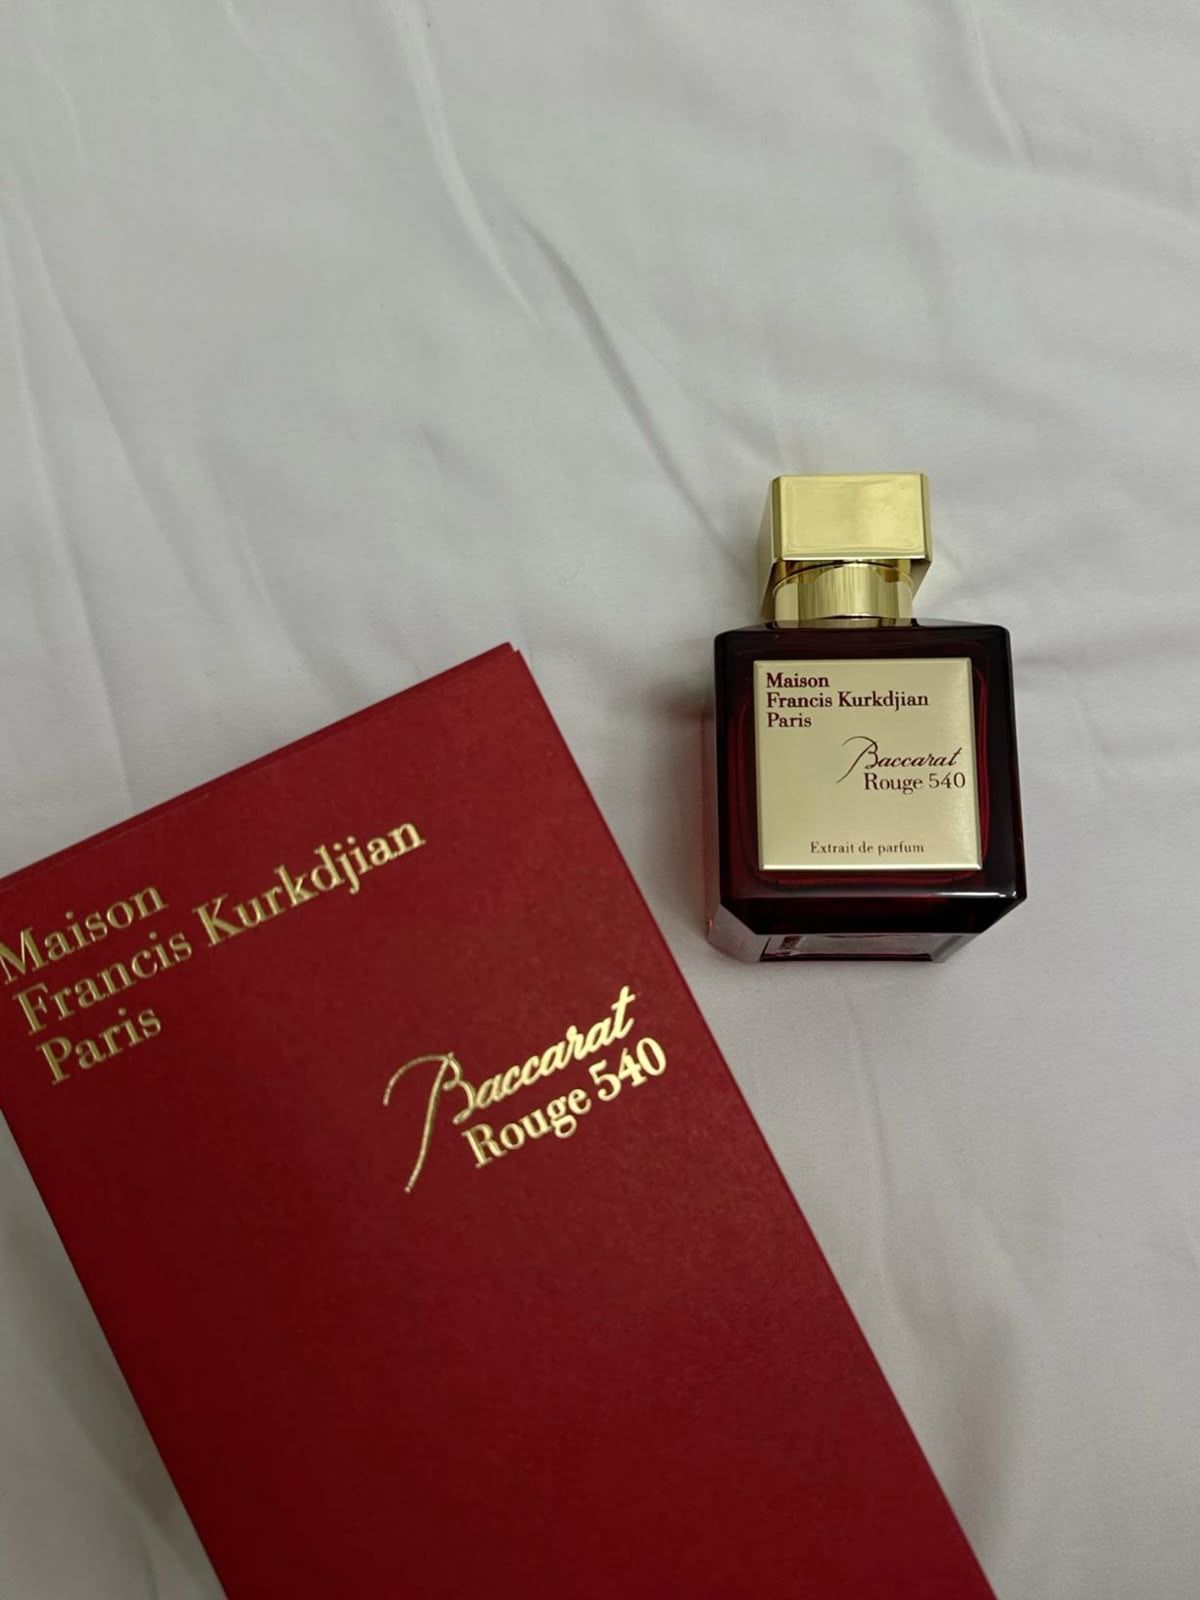 Maison
Francis Kurkdjian
Paris
Baccarat
Rouge 540
Extrait de parfum
Maison
Francis Kurkdjian
Paris
Baccarat
Rouge 540